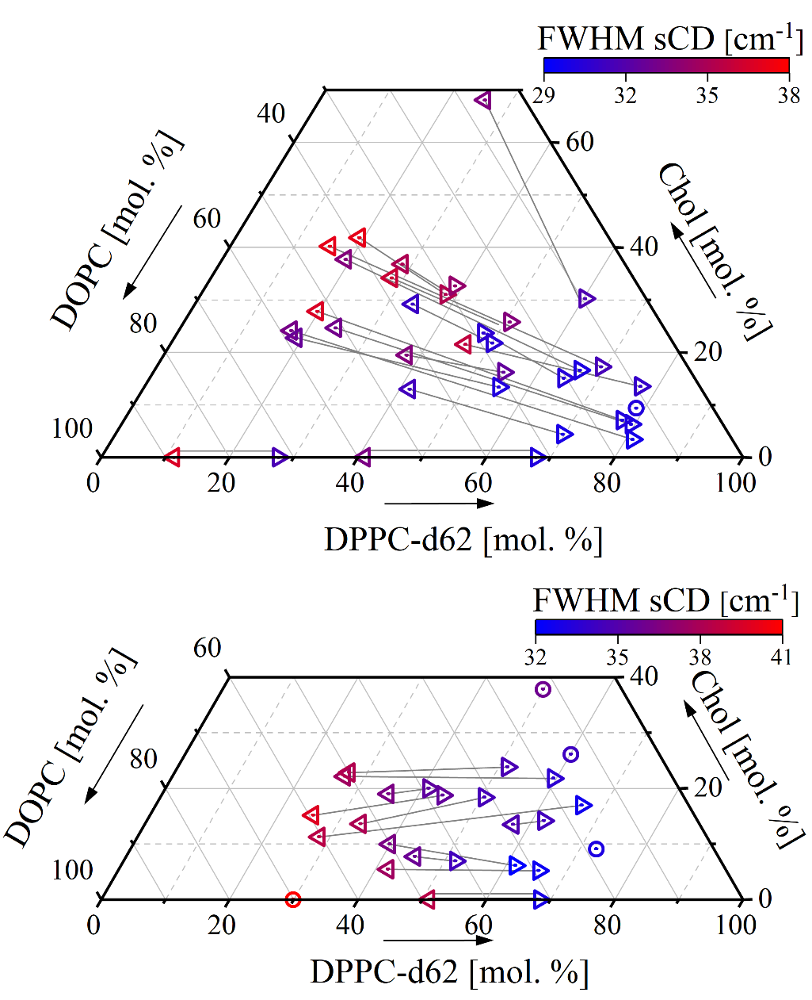 FWHM sCD [cm-1]
29 32 35 38
40
60
80
100
DOPC [mol. %]
60
40
20
0
Chol [mol. %]
0 20 40 60 80 100
DPPC-d62 [mol. %]
FWHM sCD [cm-1]
32 35 38 41
60
80
100
DOPC [mol. %]
40
20
0
Chol [mol. %]
0 20 40 60 80 100
DPPC-d62 [mol. %]